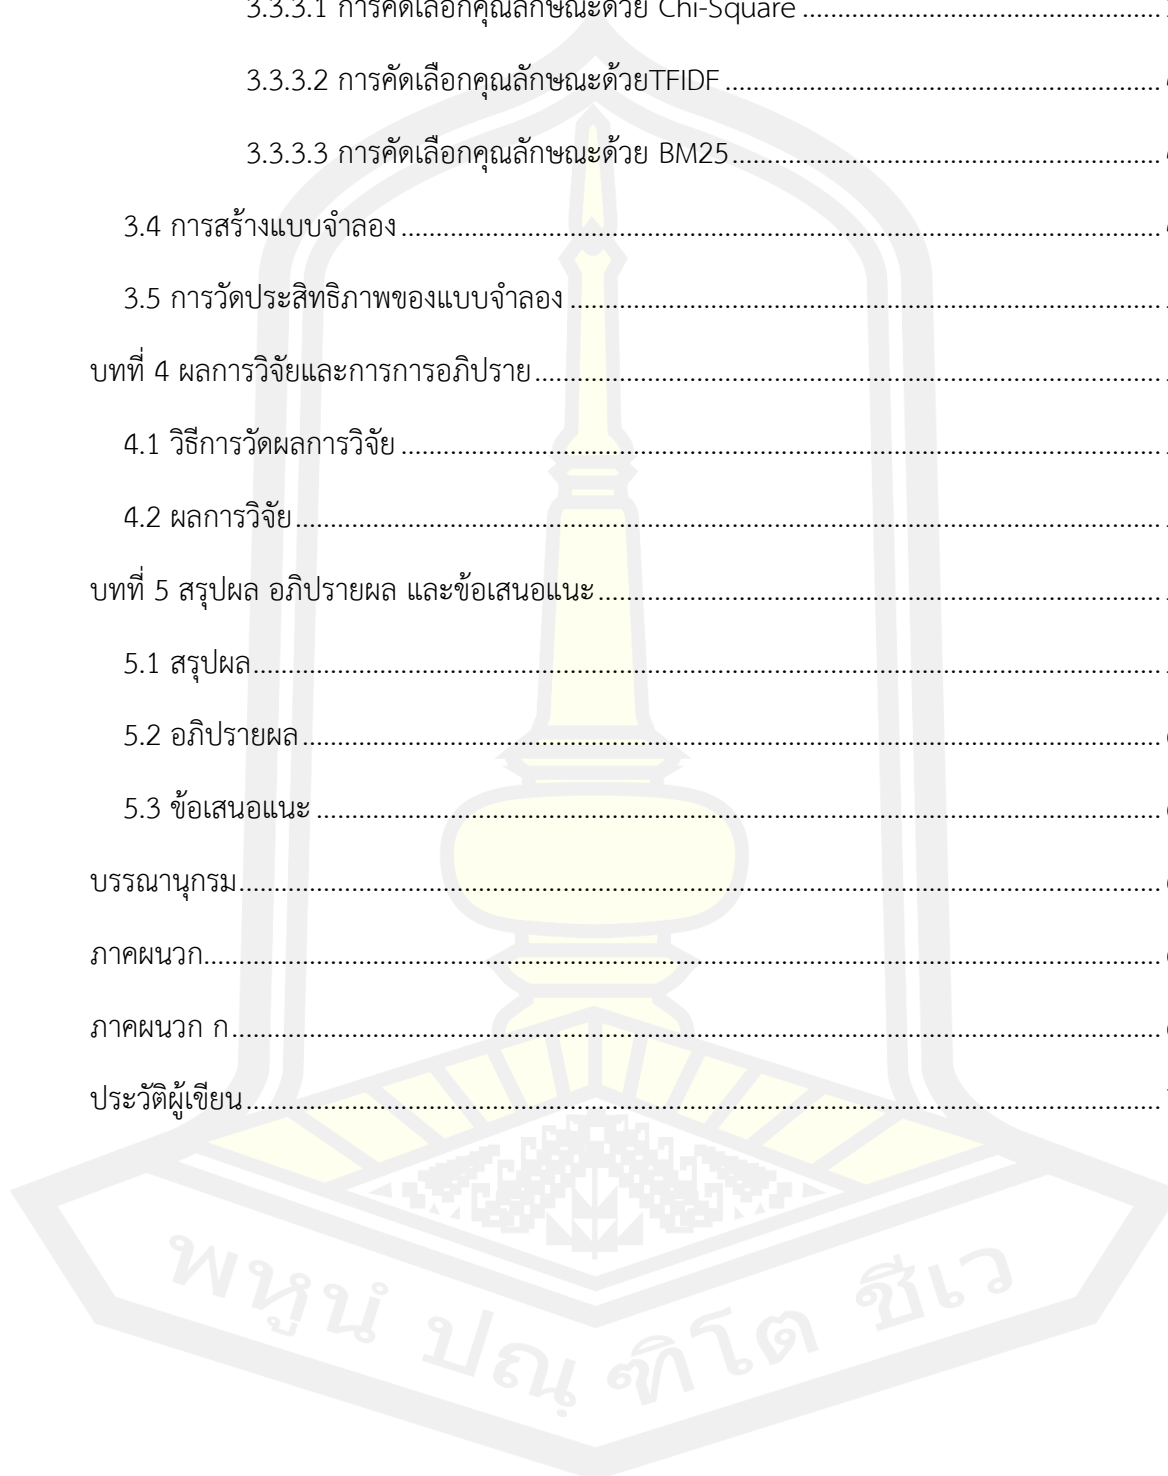 3.3.3.1 การคัดเลือกคุณลักษณะด้วย Chi-Square ........................................................
3.3.3.2 การคัดเลือกคุณลักษณะด้วยTFIDF ........................................................
3.3.3.3 การคัดเลือกคุณลักษณะด้วย BM25........................................................
3.4 การสร้างแบบจำลอง ........................................................
3.5 การวัดประสิทธิภาพของแบบจำลอง ........................................................
บทที่ 4 ผลการวิจัยและการการอภิปราย........................................................
4.1 วิธีการวัดผลการวิจัย ........................................................
4.2 ผลการวิจัย........................................................
บทที่ 5 สรุปผล อภิปรายผล และข้อเสนอแนะ........................................................
5.1 สรุปผล........................................................
5.2 อภิปรายผล........................................................
5.3 ข้อเสนอแนะ ........................................................
บรรณานุกรม........................................................
ภาคผนวก........................................................
ภาคผนวก ก........................................................
ประวัติผู้เขียน........................................................
พหูนํ ปณฺฑิโต ชีเว